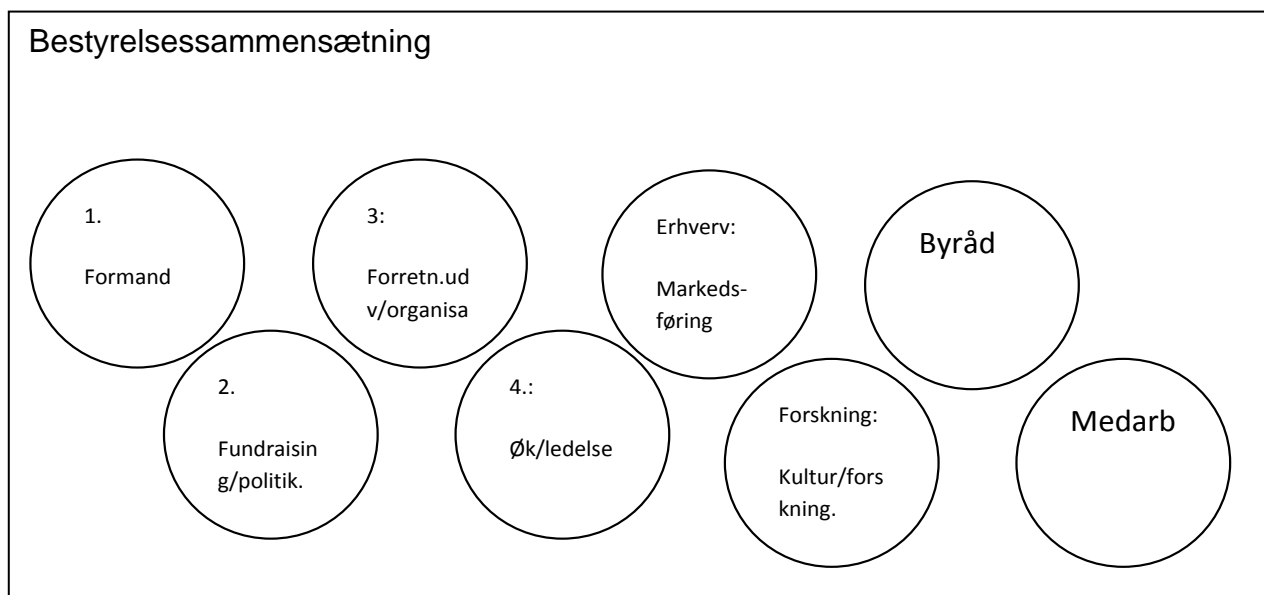 Bestyrelsessammensætning
1.
Formand
2.
Fundraisin
g/politik.
3:
Forretn.ud
v/organisa
4.:
Øk/ledelse
Erhverv:
Markeds-
føring
Forskning:
Kultur/fors
kning.
Byråd
Medarb